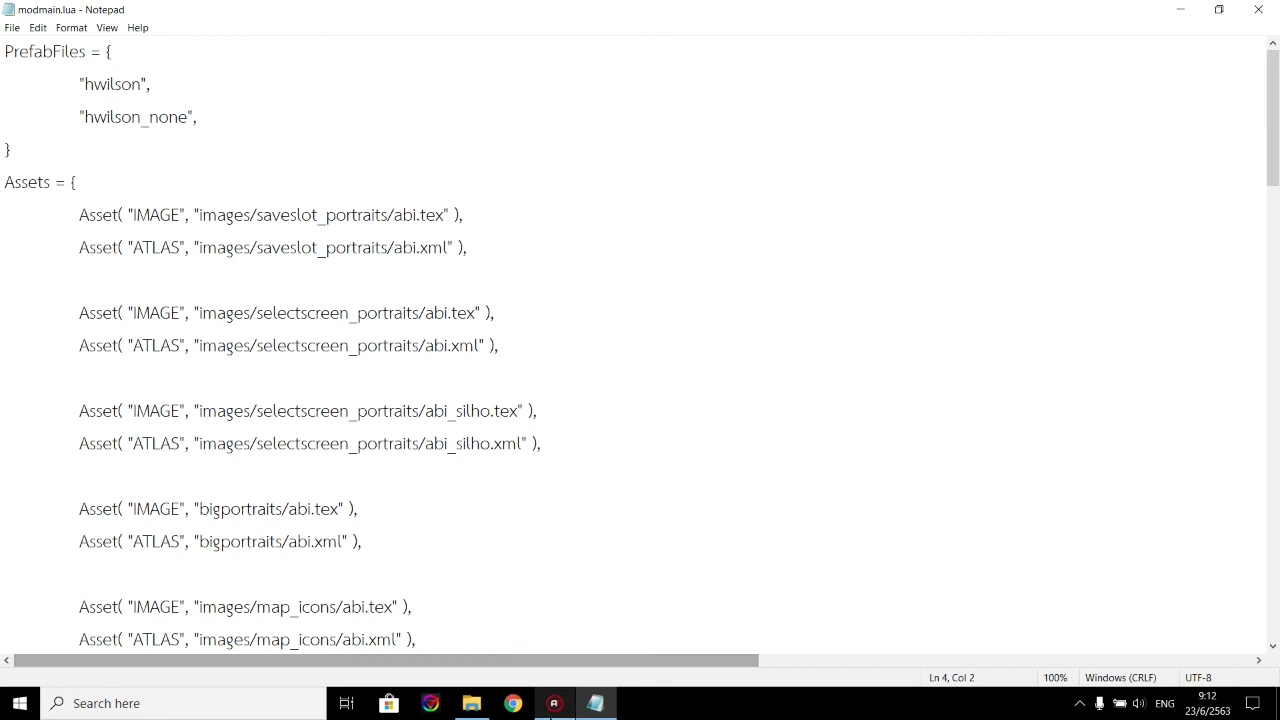 modmain.lua - Notepad
File Edit Format View Help
PrefabFiles = {
"hwilson",
"hwilson_none",
}
Assets = {
Asset( "IMAGE", "images/saveslot_portraits/abi.tex" ),
Asset( "ATLAS", "images/saveslot_portraits/abi.xml" ),
Asset( "IMAGE", "images/selectscreen_portraits/abi.tex" ),
Asset( "ATLAS", "images/selectscreen_portraits/abi.xml" ),
Asset( "IMAGE", "images/selectscreen_portraits/abi_silho.tex" ),
Asset( "ATLAS", "images/selectscreen_portraits/abi_silho.xml" ),
Asset( "IMAGE", "bigportraits/abi.tex" ),
Asset( "ATLAS", "bigportraits/abi.xml" ),
Asset( "IMAGE", "images/map_icons/abi.tex" ),
Asset( "ATLAS", "images/map_icons/abi.xml" ),
Ln 4, Col 2 100% Windows (CRLF) UTF-8
Search here
ENG
9:12
23/6/2563